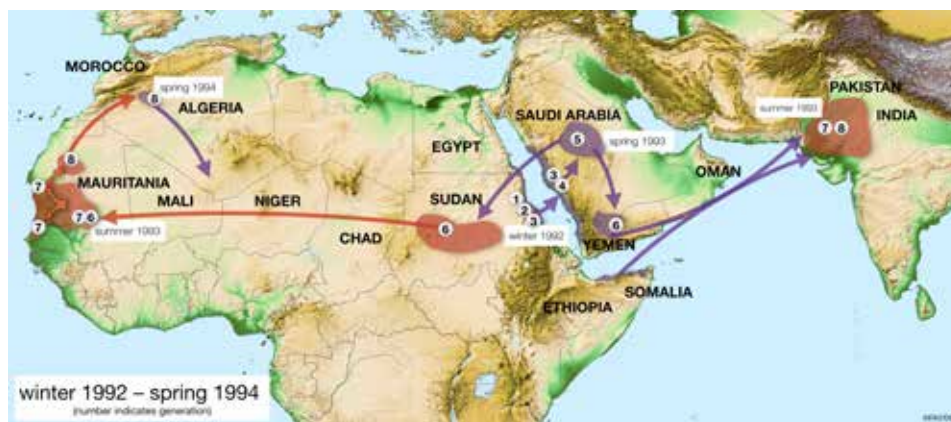 MOROCCO
spring 1994
8
ALGERIA
PAKISTAN
summer 1993
INDIA
7 8
SAUDI ARABIA
5
spring 1993
EGYPT
OMAN
8
7
MAURITANIA
MALI
NIGER
SUDAN
3
4
1
2
3
7 6
7
summer 1993
CHAD
6
winter 1992
6
YEMEN
SOMALIA
ETHIOPIA
winter 1992 – spring 1994
(number indicates generation)